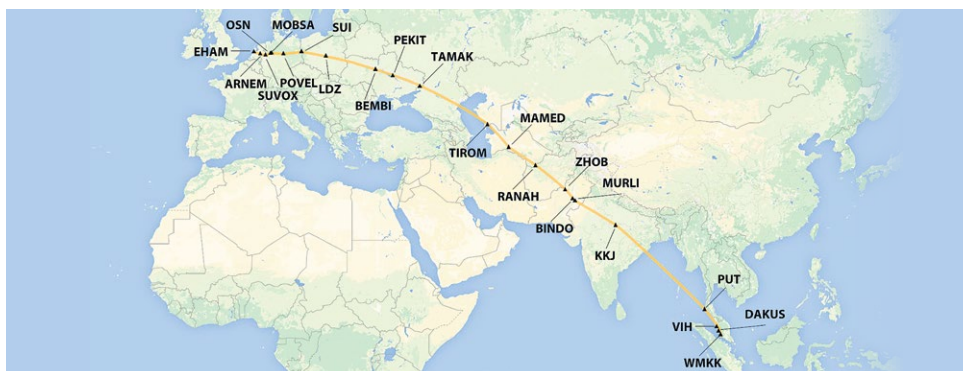 OSN
MOBSA
SUI
EHAM
PEKIT
TAMAK
ARNEM
POVEL
LDZ
SUVOX
BEMBI
MAMED
TIROM
ZHOB
RANAH
MURLI
BINDO
KKJ
PUT
VIH
DAKUS
WMKK